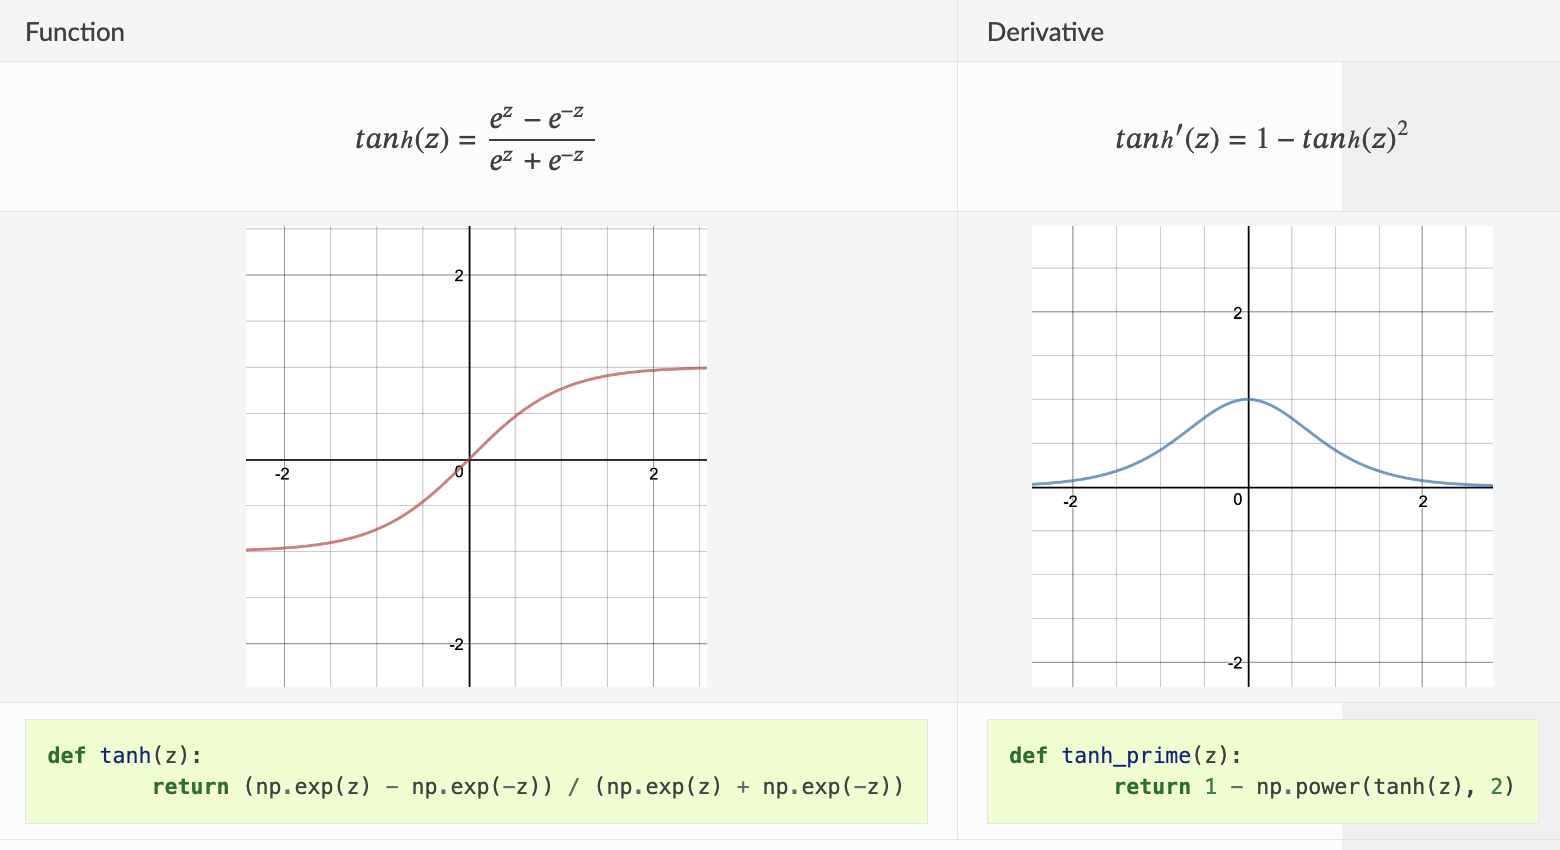 Function
Derivative
tanh(z) = (e^z − e^−z) / (e^z + e^−z)
tanh′(z) = 1 − tanh(z)^2
2
-2
0
2
-2
2
-2
0
2
-2
def tanh(z):
        return (np.exp(z) − np.exp(−z)) / (np.exp(z) + np.exp(−z))
def tanh_prime(z):
        return 1 − np.power(tanh(z), 2)